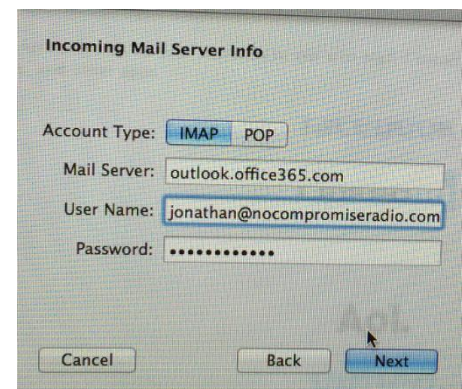 Incoming Mail Server Info
Account Type: IMAP POP
Mail Server: outlook.office365.com
User Name: jonathan@nocompromiseradio.com
Password: ••••••••••••
Aol.
Cancel Back Next